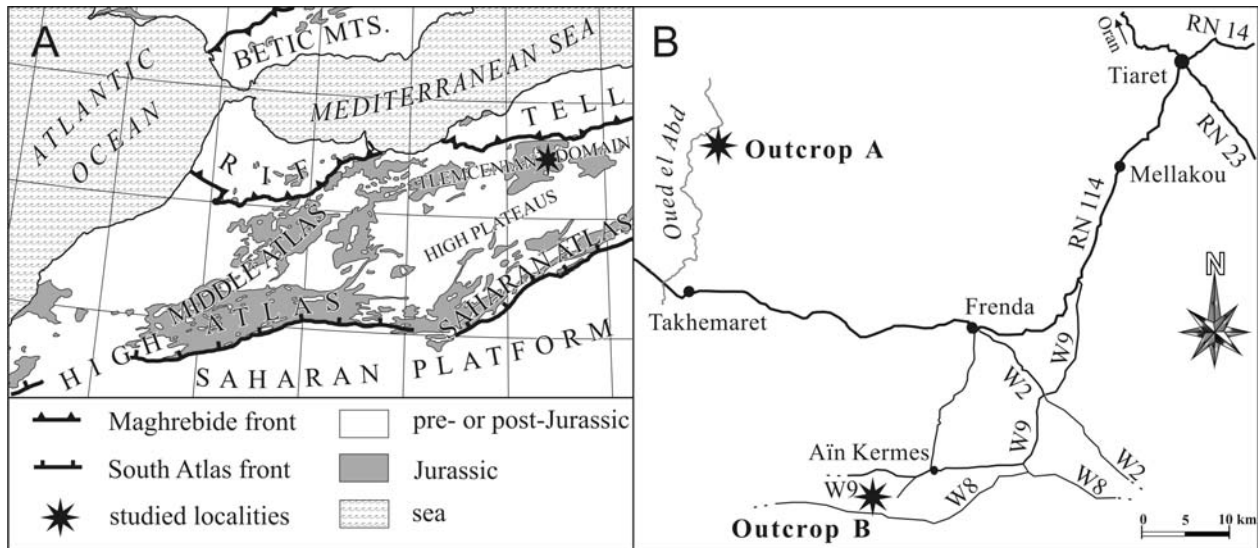 A
BETIC MTS.
ATLANTIC
OCEAN
MEDITERRANEAN SEA
TELL
RIF
TLEMCENIAN DOMAIN
HIGH PLATEAUS
MIDDLE ATLAS
SAHARAN ATLAS
HIGH ATLAS
SAHARAN PLATFORM
Maghrebide front
South Atlas front
studied localities
pre- or post-Jurassic
Jurassic
sea
B
Oran
RN 14
Tiaret
RN 23
Oued el Abd
Outcrop A
Mellakou
RN 114
N
Takhemaret
Frenda
W9
W2
W9
Aïn Kermes
W2
W9
W8
W8
Outcrop B
0 5 10 km